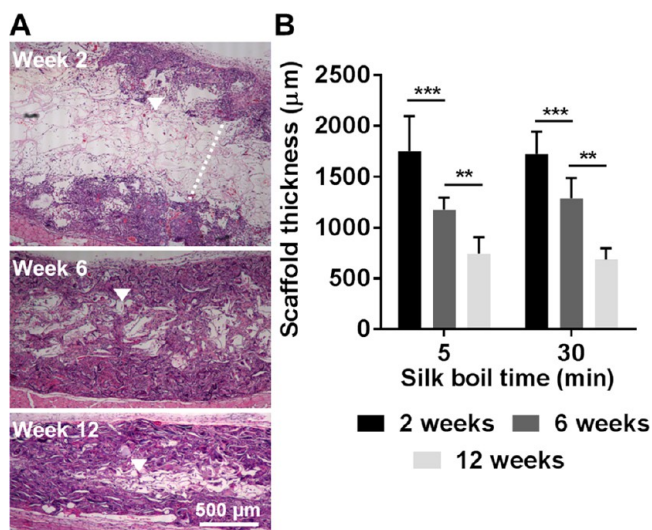 A
Week 2
Week 6
Week 12
500 μm
B
Scaffold thickness (μm)
2500
2000
1500
1000
500
0
***
**
***
**
5
30
Silk boil time (min)
2 weeks
6 weeks
12 weeks